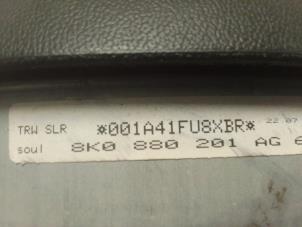 TRW SLR *001A41FU8XBR* 22.07
soul 8K0 880 201 AG 6